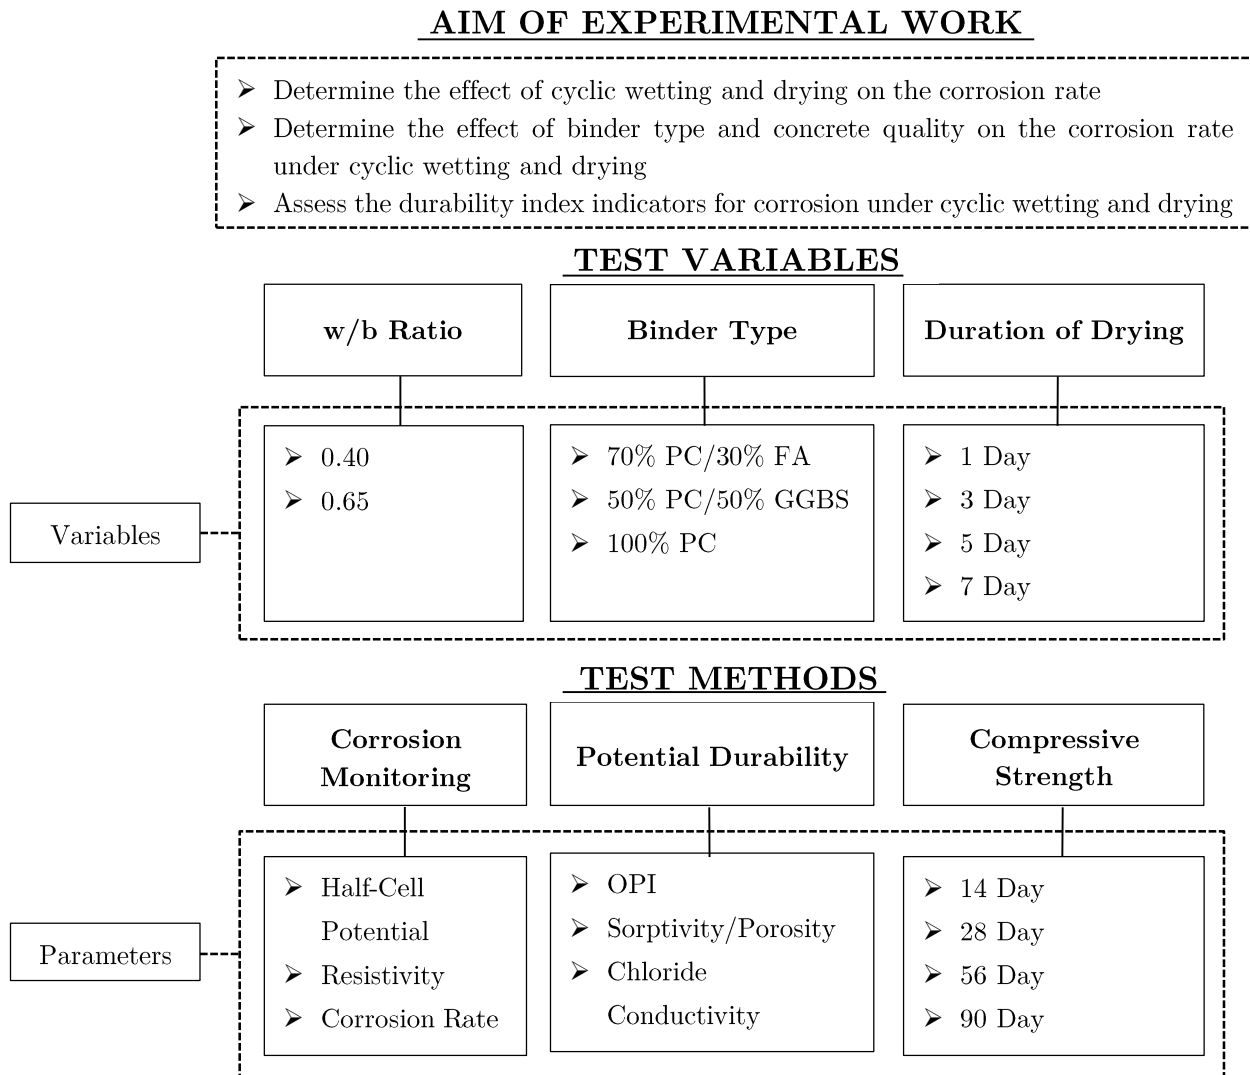 AIM OF EXPERIMENTAL WORK
➢ Determine the effect of cyclic wetting and drying on the corrosion rate
➢ Determine the effect of binder type and concrete quality on the corrosion rate
under cyclic wetting and drying
➢ Assess the durability index indicators for corrosion under cyclic wetting and drying
TEST VARIABLES
w/b Ratio
Binder Type
Duration of Drying
Variables
➢ 0.40
➢ 0.65
➢ 70% PC/30% FA
➢ 50% PC/50% GGBS
➢ 100% PC
➢ 1 Day
➢ 3 Day
➢ 5 Day
➢ 7 Day
TEST METHODS
Corrosion
Monitoring
Potential Durability
Compressive
Strength
Parameters
➢ Half-Cell
Potential
➢ Resistivity
➢ Corrosion Rate
➢ OPI
➢ Sorptivity/Porosity
➢ Chloride
Conductivity
➢ 14 Day
➢ 28 Day
➢ 56 Day
➢ 90 Day